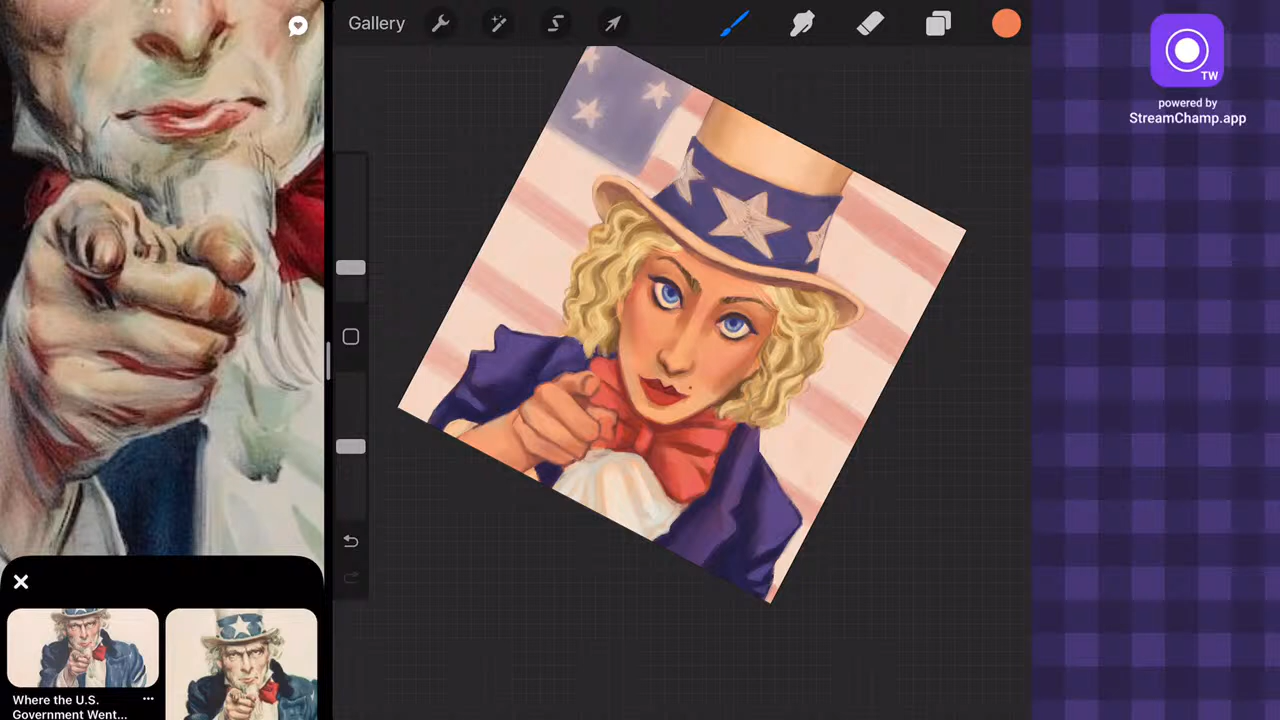 Gallery
TW
powered by
StreamChamp.app
Where the U.S.
Government Went...